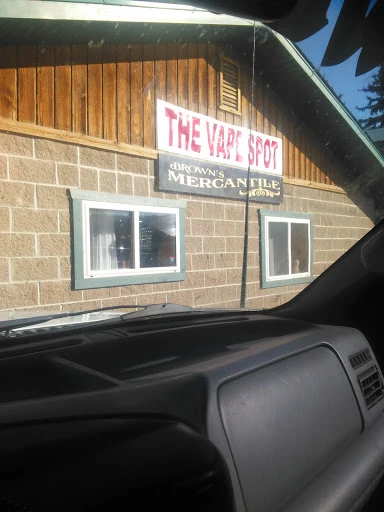 THE VAPE SPOT
BROWN'S
MERCANTILE